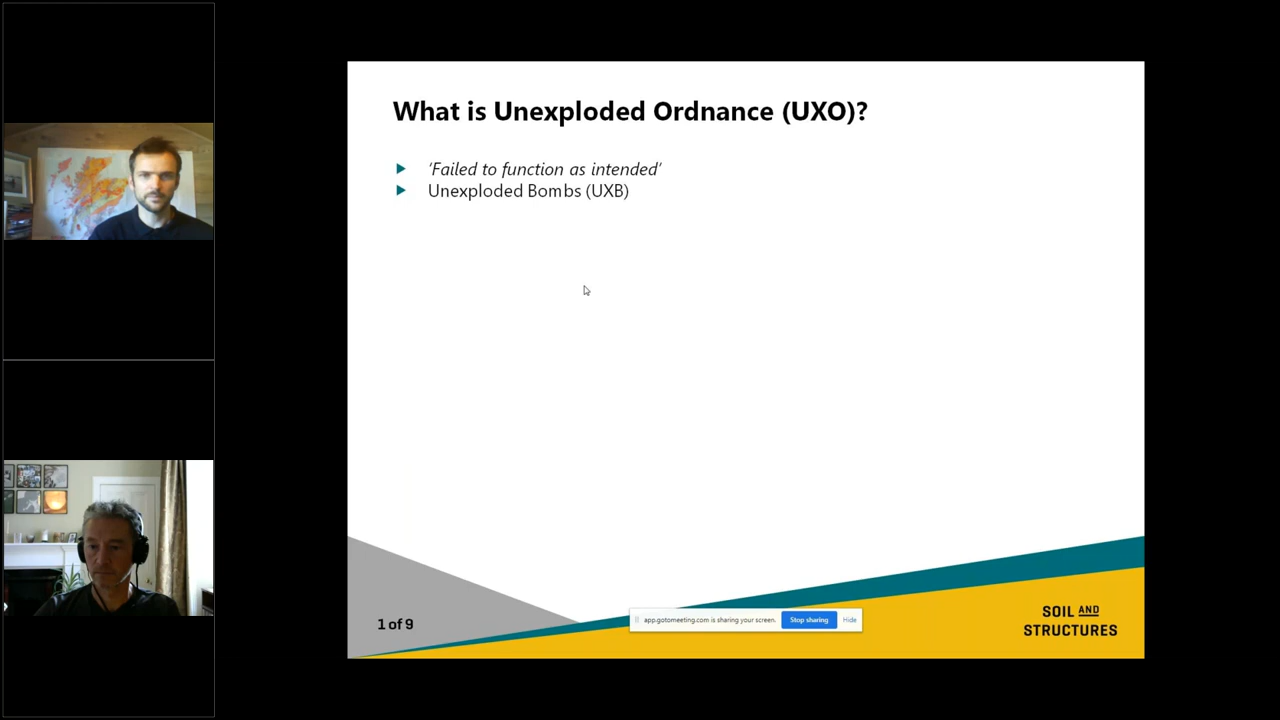 What is Unexploded Ordnance (UXO)?
‘Failed to function as intended’
Unexploded Bombs (UXB)
1 of 9
app.gotomeeting.com is sharing your screen.
Stop sharing
Hide
SOIL AND
STRUCTURES